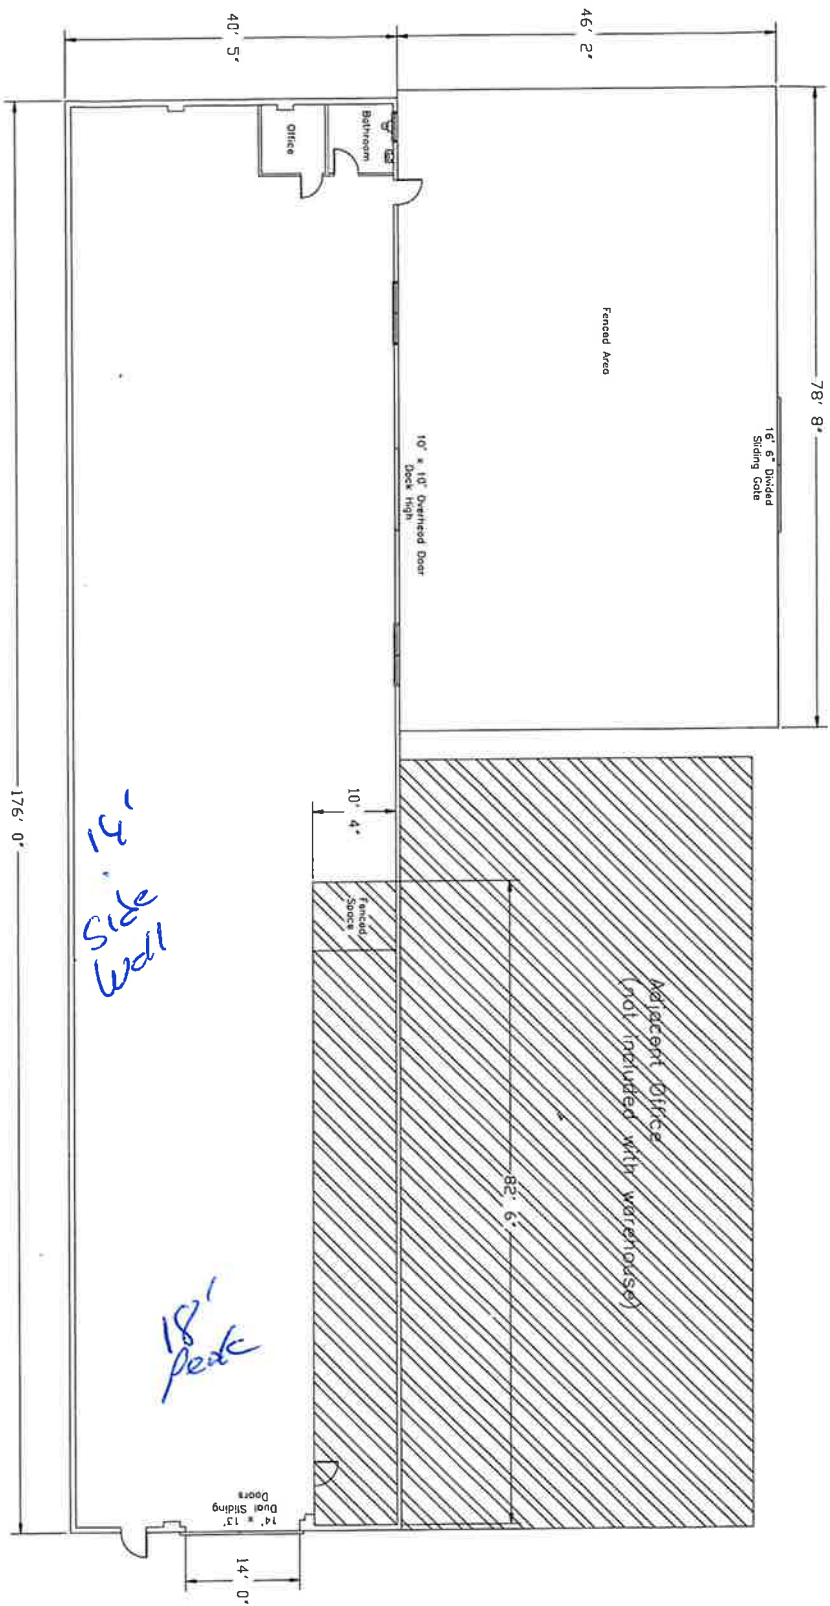 40' 5"
46' 2"
78' 8"
Bathroom
Office
Fenced Area
16' 6" Divided
Sliding Gate
10' x 10' Overhead Door
Dock High
176' 0"
14'
Side
Wall
10' 4"
Fenced
Space
Adjacent Office
(not included with warehouse)
82' 6"
18'
Peak
14' x 13'
Dual Sliding
Doors
14' 0"